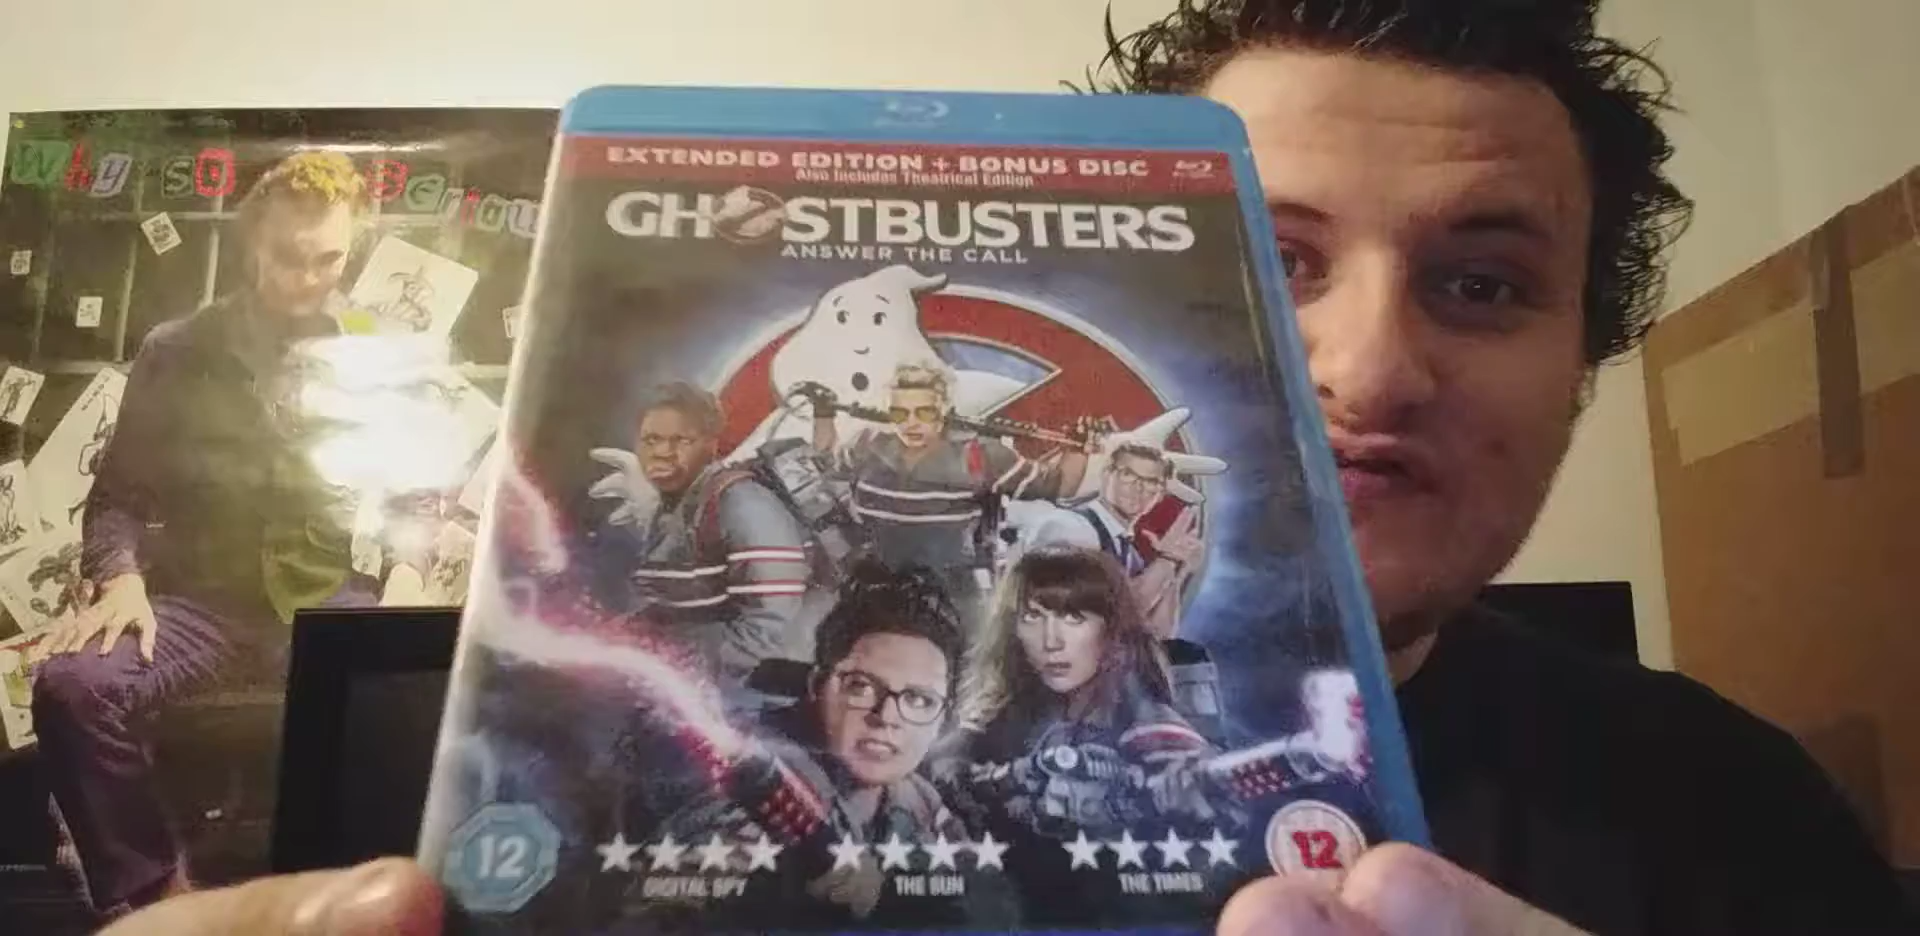 Why SO Seriou
EXTENDED EDITION + BONUS DISC
Also Includes Theatrical Edition
GHOSTBUSTERS
ANSWER THE CALL
12
DIGITAL SPY
THE SUN
THE TIMES
12